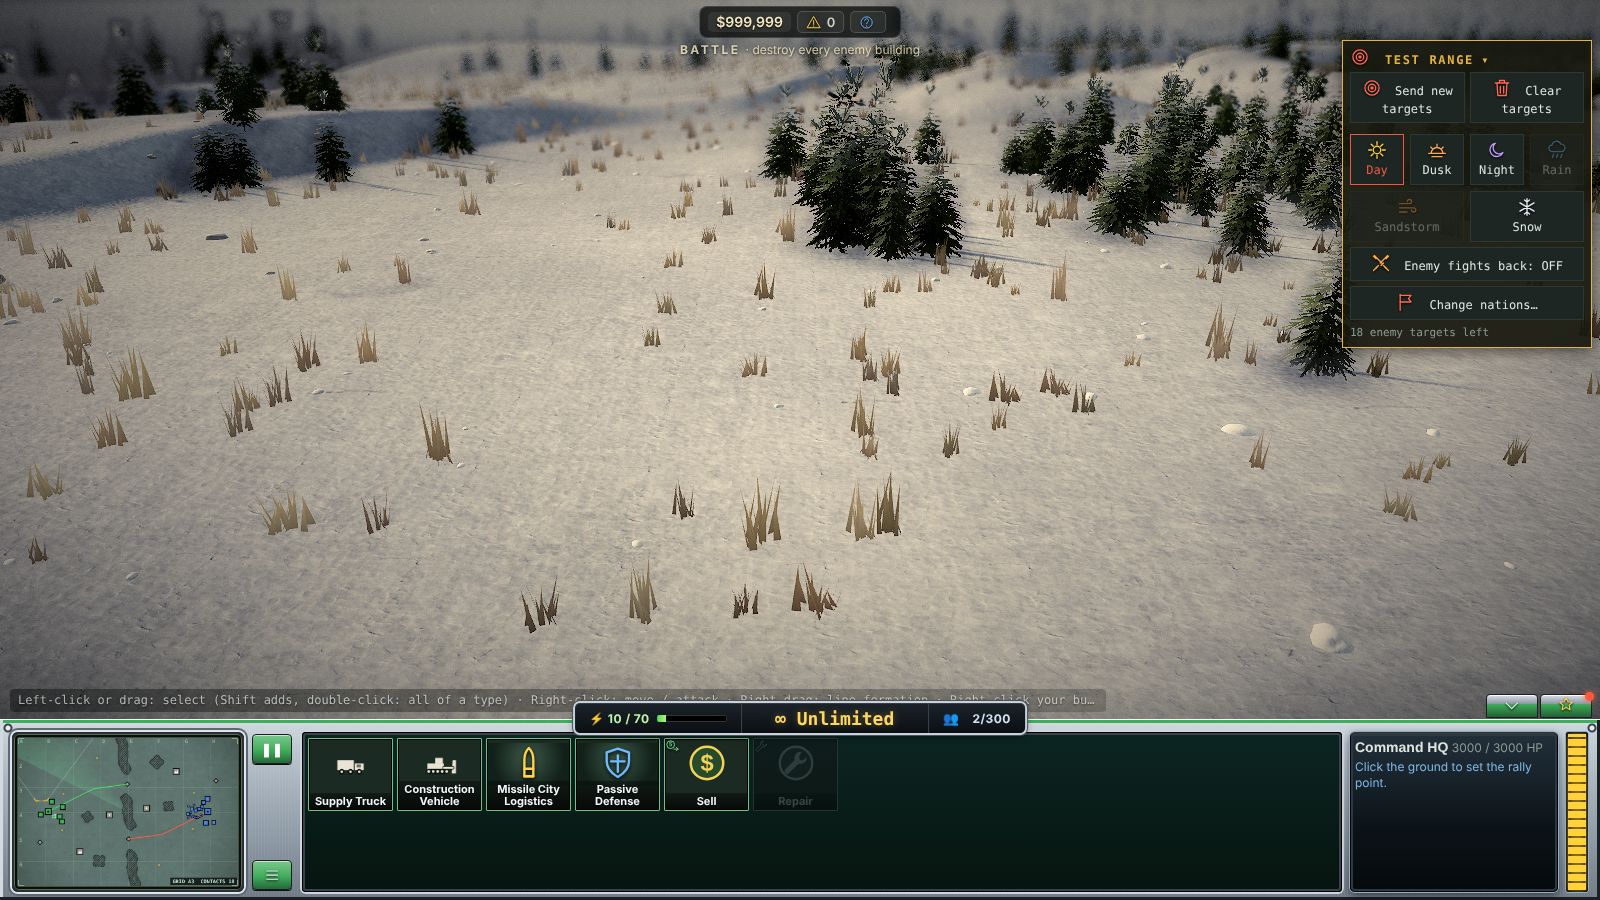 $999,999
0
BATTLE · destroy every enemy building
TEST RANGE ▾
Send new targets
Clear targets
Day
Dusk
Night
Rain
Sandstorm
Snow
Enemy fights back: OFF
Change nations…
18 enemy targets left
Left-click or drag: select (Shift adds, double-click: all of a type) · Right-click: move / attack · Right-drag: line formation · Right-click your bu…
10 / 70
∞ Unlimited
2/300
Supply Truck
Construction Vehicle
Missile City Logistics
Passive Defense
Sell
Repair
Command HQ 3000 / 3000 HP
Click the ground to set the rally point.
GRID A3 CONTACTS 18